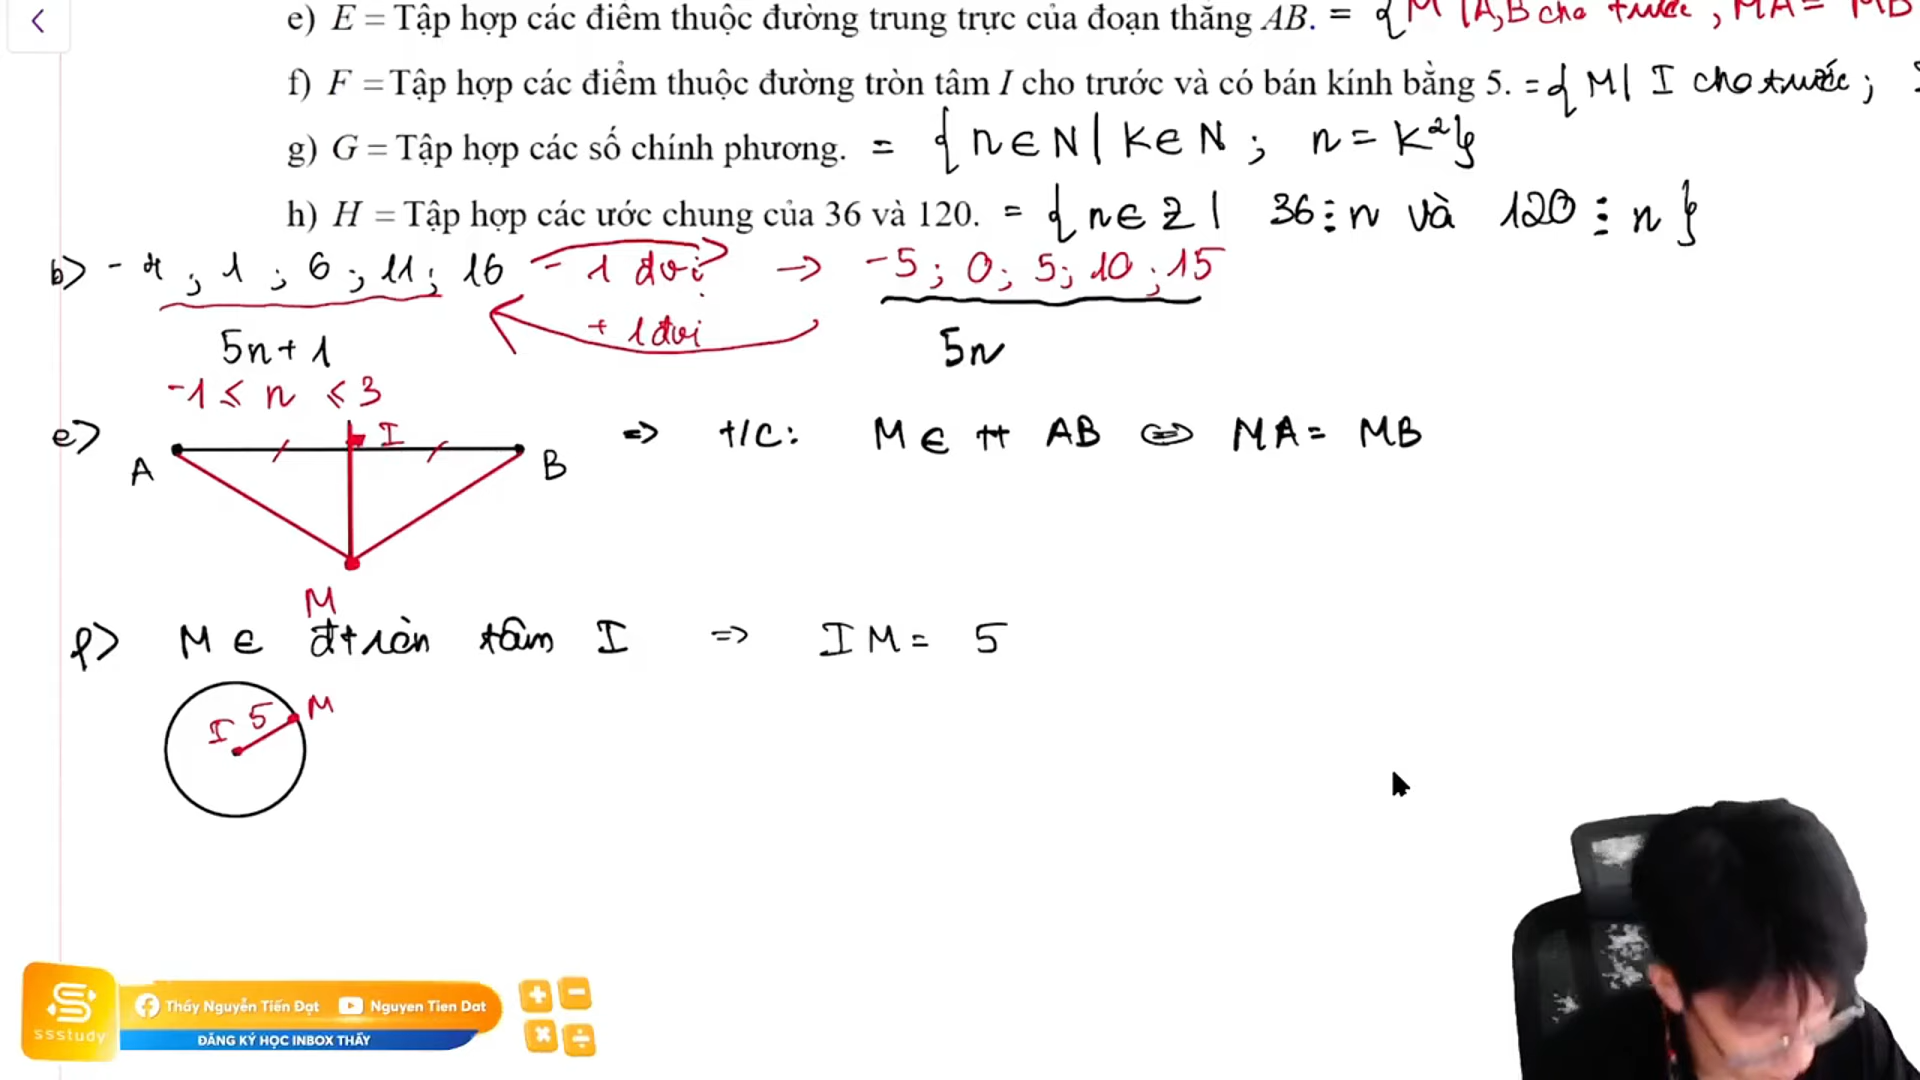 e) E = Tập hợp các điểm thuộc đường trung trực của đoạn thẳng AB. = { M | A,B cho trước ; MA = MB
f) F = Tập hợp các điểm thuộc đường tròn tâm I cho trước và có bán kính bằng 5. = { M | I cho trước ;
g) G = Tập hợp các số chính phương. = { n ∈ N | k ∈ N ; n = k² }
h) H = Tập hợp các ước chung của 36 và 120. = { n ∈ Z | 36 ⋮ n và 120 ⋮ n }
b) -4 ; 1 ; 6 ; 11 ; 16 - 1 đvị → -5 ; 0 ; 5 ; 10 ; 15
+ 1 đvị
5n + 1 5n
-1 ≤ n ≤ 3
e) A I B => t/c: M ∈ tt AB <=> MA = MB
M
f) M ∈ đtròn tâm I => IM = 5
I 5 M
ssstudy
Thầy Nguyễn Tiến Đạt Nguyen Tien Dat
ĐĂNG KÝ HỌC INBOX THẦY